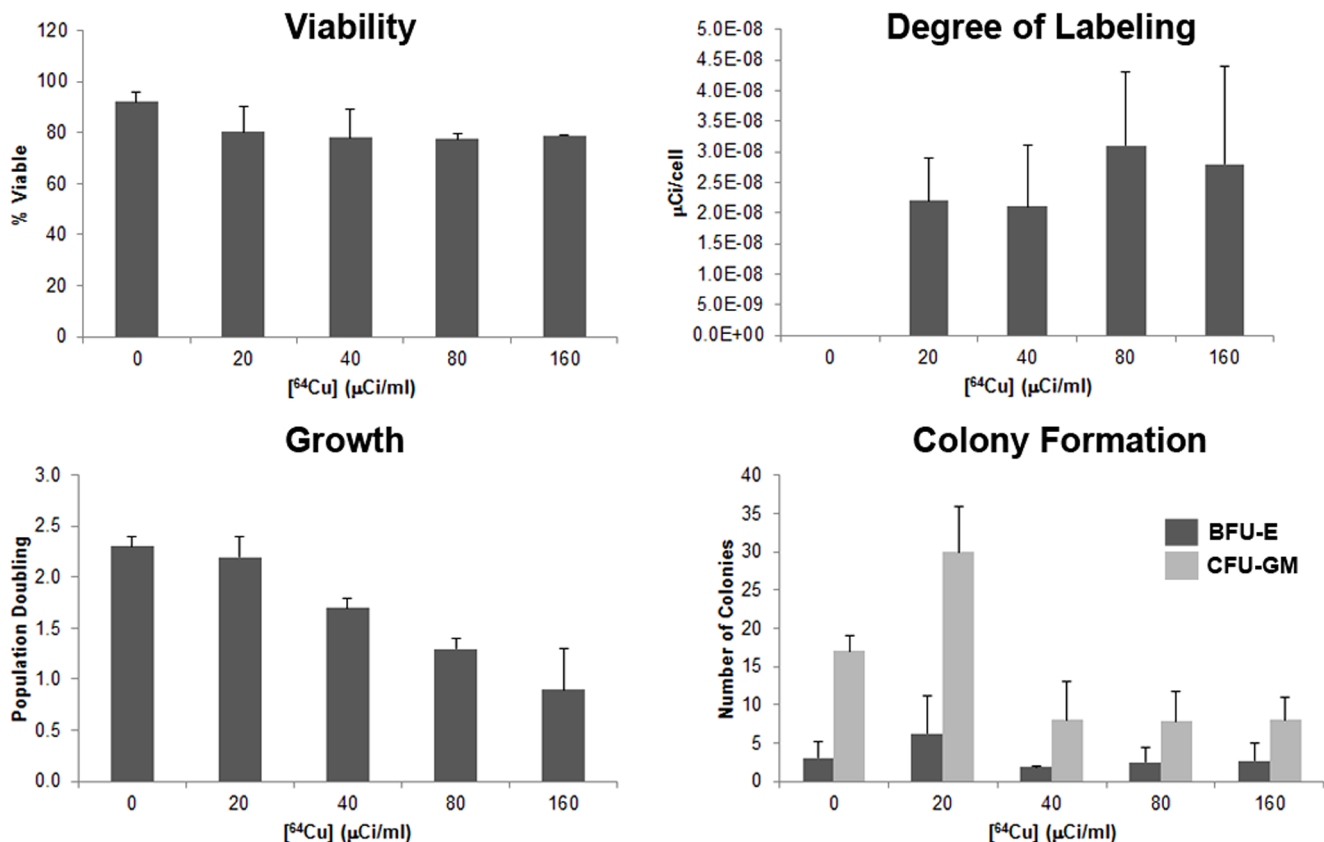 Viability
120
100
80
60
40
20
0
% Viable
0 20 40 80 160
[⁶⁴Cu] (μCi/ml)
Degree of Labeling
5.0E-08
4.5E-08
4.0E-08
3.5E-08
3.0E-08
2.5E-08
2.0E-08
1.5E-08
1.0E-08
5.0E-09
0.0E+00
μCi/cell
0 20 40 80 160
[⁶⁴Cu] (μCi/ml)
Growth
3.0
2.5
2.0
1.5
1.0
0.5
0.0
Population Doubling
0 20 40 80 160
[⁶⁴Cu] (μCi/ml)
Colony Formation
40
35
30
25
20
15
10
5
0
Number of Colonies
BFU-E
CFU-GM
0 20 40 80 160
[⁶⁴Cu] (μCi/ml)